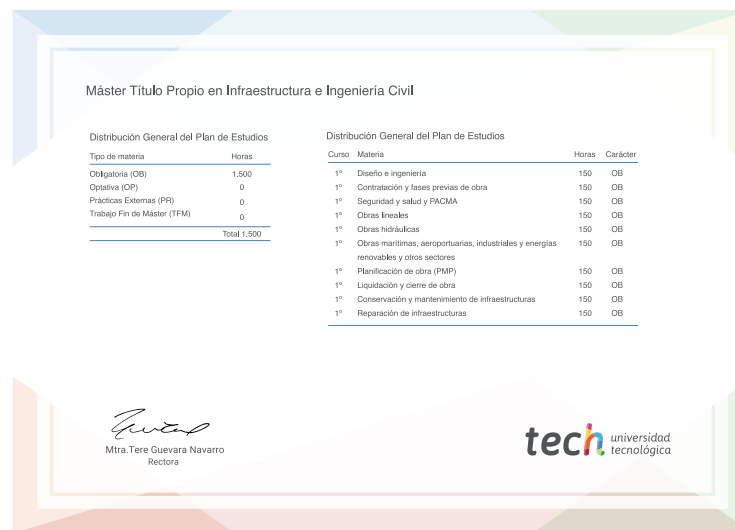 Máster Título Propio en Infraestructura e Ingeniería Civil
Distribución General del Plan de Estudios
Tipo de materia Horas
Obligatoria (OB) 1.500
Optativa (OP) 0
Prácticas Externas (PR) 0
Trabajo Fin de Máster (TFM) 0
Total 1.500
Distribución General del Plan de Estudios
Curso Materia Horas Carácter
1º Diseño e ingeniería 150 OB
1º Contratación y fases previas de obra 150 OB
1º Seguridad y salud y PACMA 150 OB
1º Obras lineales 150 OB
1º Obras hidráulicas 150 OB
1º Obras marítimas, aeroportuarias, industriales y energías 150 OB
renovables y otros sectores
1º Planificación de obra (PMP) 150 OB
1º Liquidación y cierre de obra 150 OB
1º Conservación y mantenimiento de infraestructuras 150 OB
1º Reparación de infraestructuras 150 OB
Mtra.Tere Guevara Navarro
Rectora
tech universidad
tecnológica